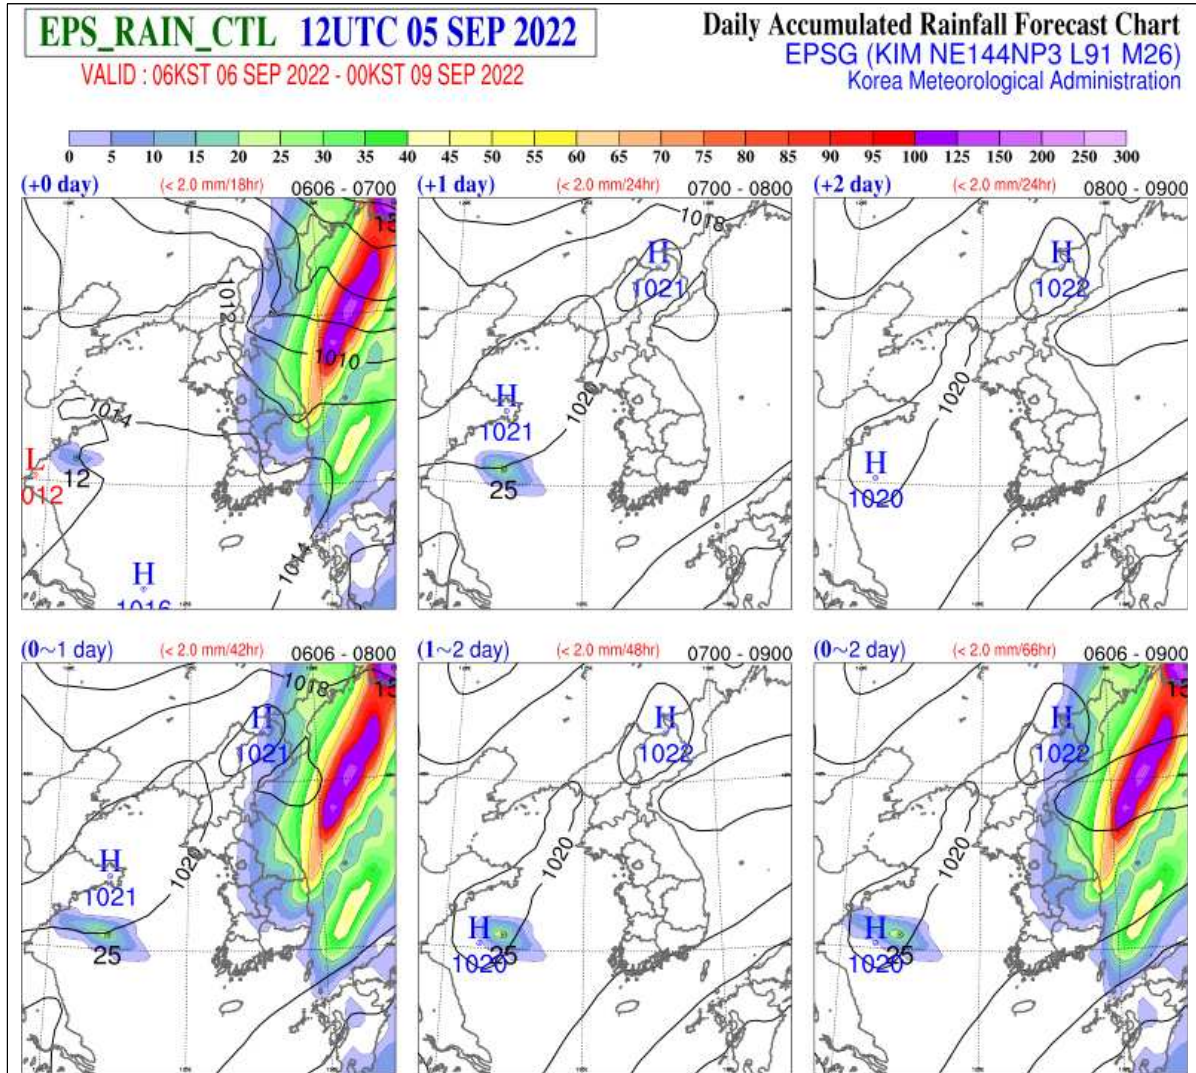 EPS_RAIN_CTL 12UTC 05 SEP 2022
Daily Accumulated Rainfall Forecast Chart
EPSG (KIM NE144NP3 L91 M26)
VALID : 06KST 06 SEP 2022 - 00KST 09 SEP 2022
Korea Meteorological Administration
0 5 10 15 20 25 30 35 40 45 50 55 60 65 70 75 80 85 90 95 100 125 150 200 250 300
(+0 day) (< 2.0 mm/18hr) 0606 - 0700
(+1 day) (< 2.0 mm/24hr) 0700 - 0800
(+2 day) (< 2.0 mm/24hr) 0800 - 0900
1012
1010
1014
L
012
12
1014
H
1016
1018
H
1021
1020
H
1021
25
H
1022
1020
H
1020
(0~1 day) (< 2.0 mm/42hr) 0606 - 0800
(1~2 day) (< 2.0 mm/48hr) 0700 - 0900
(0~2 day) (< 2.0 mm/66hr) 0606 - 0900
1018
H
1021
1020
H
1021
25
H
1022
1020
H
1020
25
H
1022
1020
H
1020
25